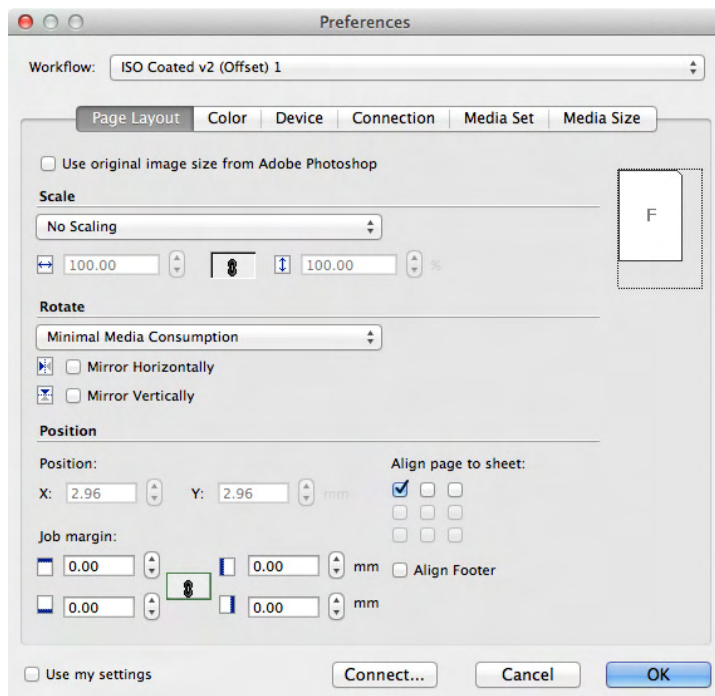 Preferences
Workflow: ISO Coated v2 (Offset) 1
Page Layout Color Device Connection Media Set Media Size
Use original image size from Adobe Photoshop
Scale
No Scaling
F
100.00 100.00 %
Rotate
Minimal Media Consumption
Mirror Horizontally
Mirror Vertically
Position
Position: Align page to sheet:
X: 2.96 Y: 2.96 mm
Job margin:
0.00 0.00 mm Align Footer
0.00 0.00 mm
Use my settings Connect... Cancel OK